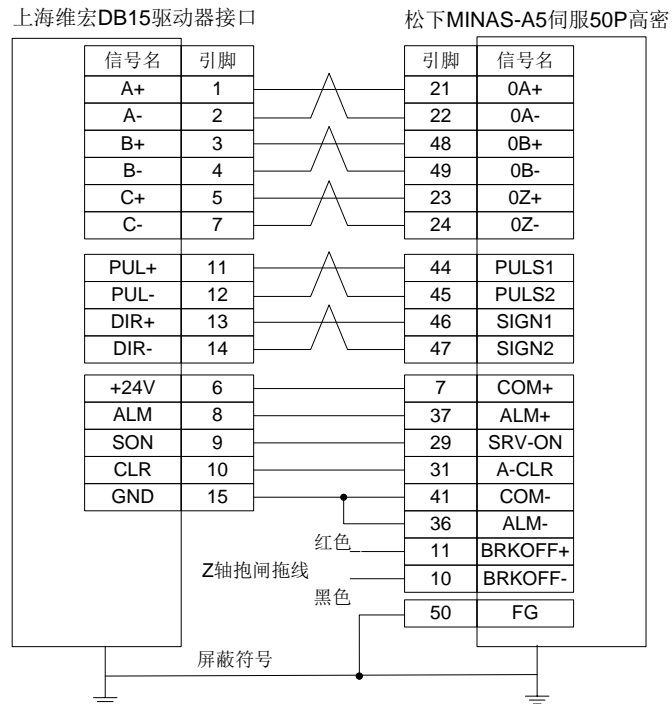 上海维宏DB15驱动器接口 松下MINAS-A5伺服50P高密
信号名 引脚 引脚 信号名
A+ 1 21 0A+
A- 2 22 0A-
B+ 3 48 0B+
B- 4 49 0B-
C+ 5 23 0Z+
C- 7 24 0Z-
PUL+ 11 44 PULS1
PUL- 12 45 PULS2
DIR+ 13 46 SIGN1
DIR- 14 47 SIGN2
+24V 6 7 COM+
ALM 8 37 ALM+
SON 9 29 SRV-ON
CLR 10 31 A-CLR
GND 15 41 COM-
36 ALM-
红色 11 BRKOFF+
Z轴抱闸拖线 10 BRKOFF-
黑色
50 FG
屏蔽符号